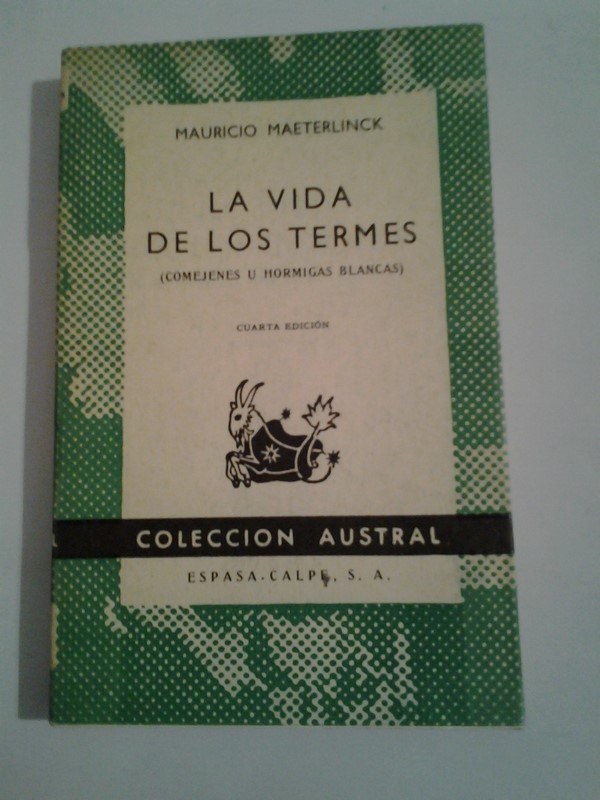 MAURICIO MAETERLINCK
LA VIDA
DE LOS TERMES
(COMEJENES U HORMIGAS BLANCAS)
CUARTA EDICIÓN
COLECCION AUSTRAL
ESPASA-CALPE, S. A.